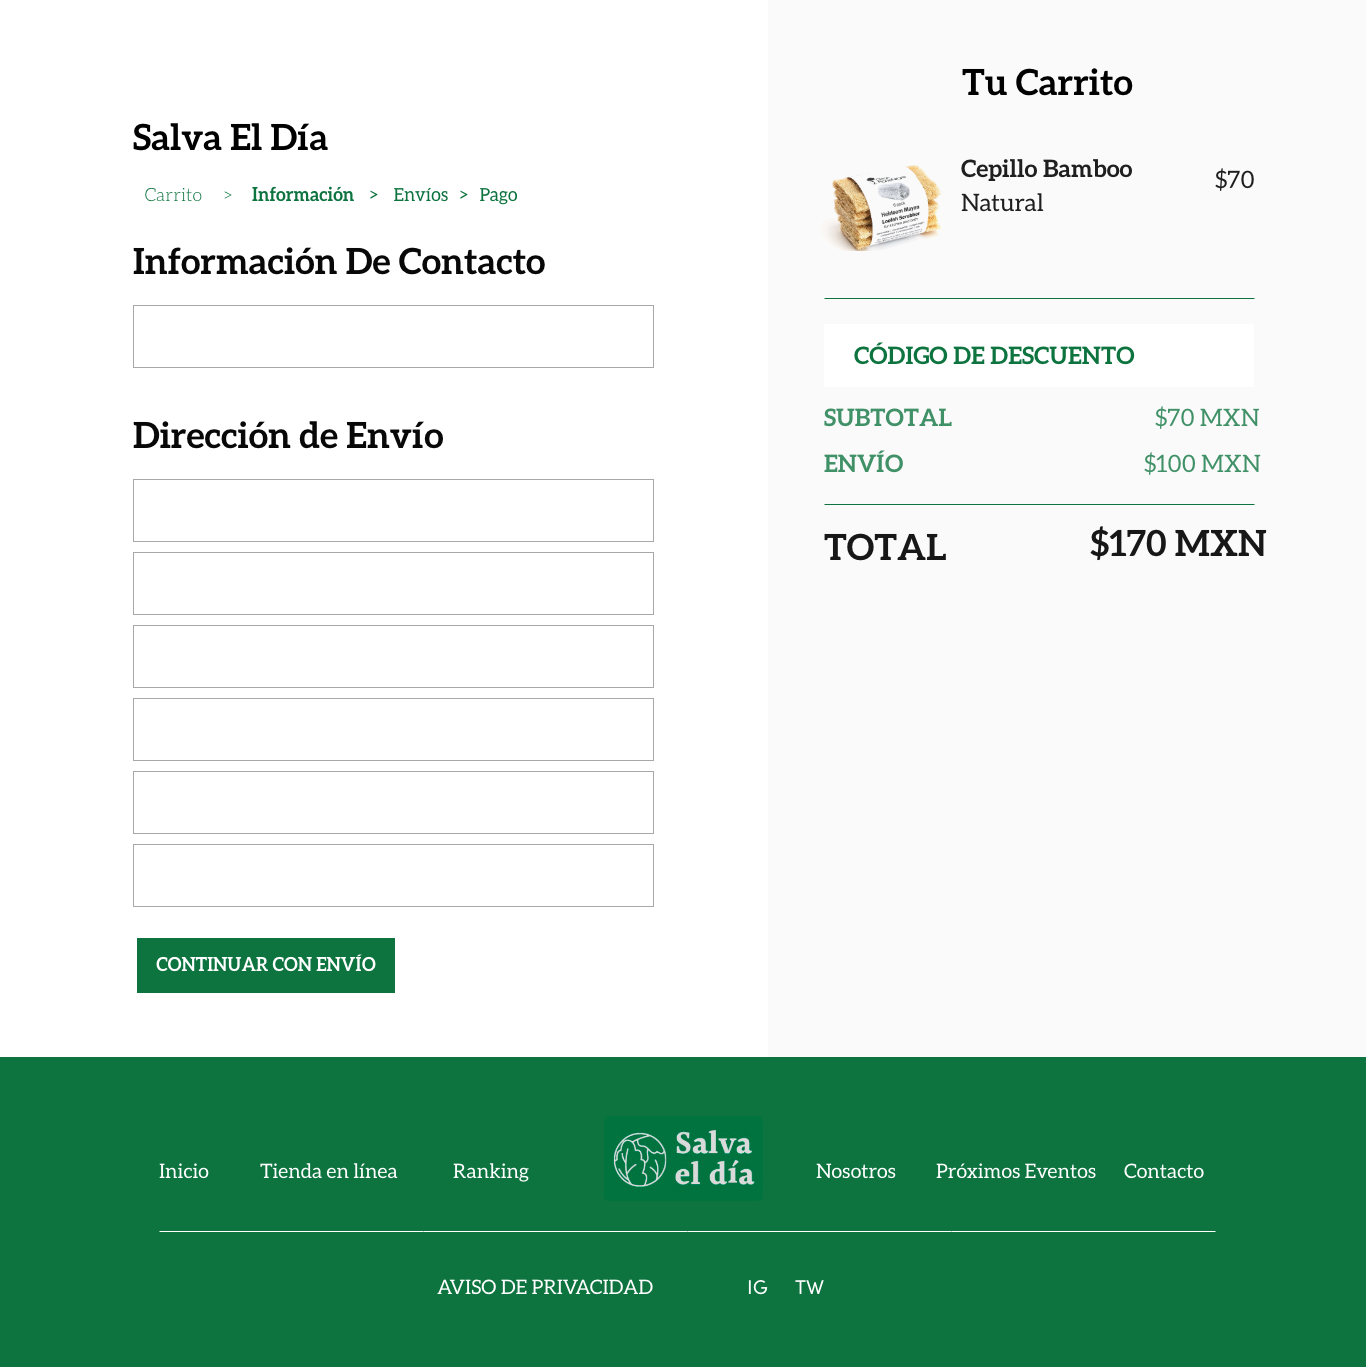 Salva El Día
Carrito > Información > Envíos > Pago
Información De Contacto
Dirección de Envío
CONTINUAR CON ENVÍO
Tu Carrito
Cepillo Bamboo
Natural
$70
CÓDIGO DE DESCUENTO
SUBTOTAL $70 MXN
ENVÍO $100 MXN
TOTAL $170 MXN
Inicio Tienda en línea Ranking
Salva
el día
Nosotros Próximos Eventos Contacto
AVISO DE PRIVACIDAD IG TW